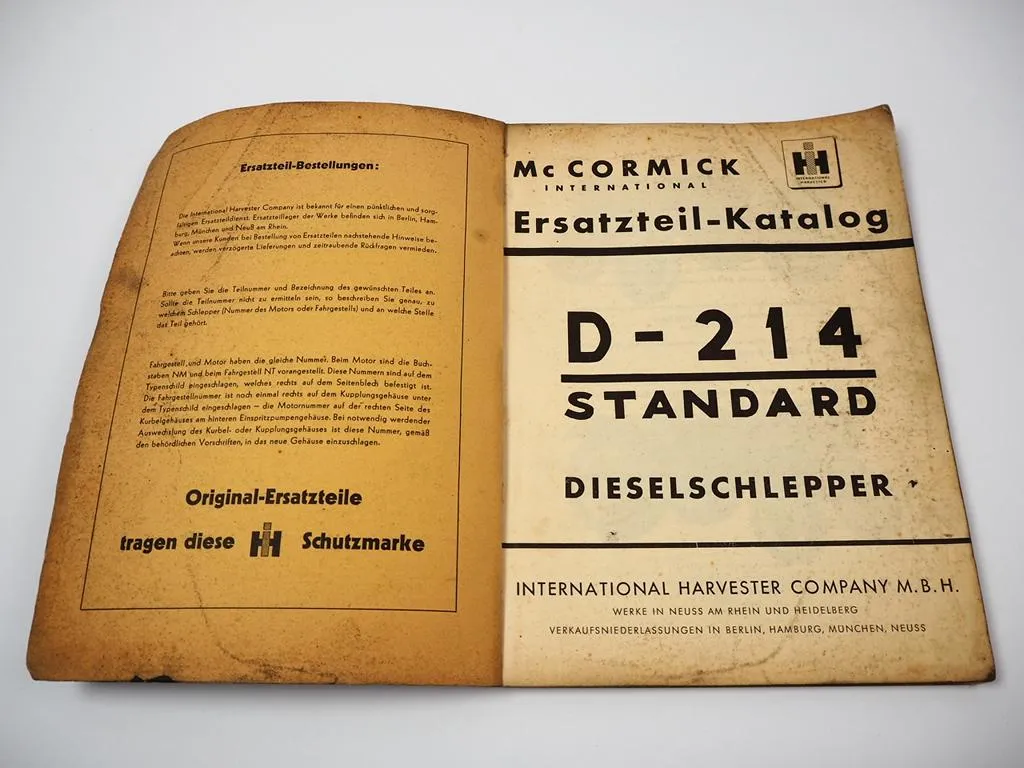 Ersatzteil-Bestellungen:
Die International Harvester Company ist bekannt für einen pünktlichen und sorg-
fältigen Ersatzteildienst. Ersatzteillager der Werke befinden sich in Berlin, Ham-
burg, München und Neuß am Rhein.
Wenn unsere Kunden bei Bestellung von Ersatzteilen nachstehende Hinweise be-
achten, werden verzögerte Lieferungen und zeitraubende Rückfragen vermieden.
Bitte geben Sie die Teilnummer und Bezeichnung des gewünschten Teiles an.
Sollte die Teilnummer nicht zu ermitteln sein, so beschreiben Sie genau, zu
welchem Schlepper (Nummer des Motors oder Fahrgestells) und an welche Stelle
das Teil gehört.
Fahrgestell und Motor haben die gleiche Nummer. Beim Motor sind die Buch-
staben NM und beim Fahrgestell NT vorangestellt. Diese Nummern sind auf dem
Typenschild eingeschlagen, welches rechts auf dem Seitenblech befestigt ist.
Die Fahrgestellnummer ist noch einmal rechts auf dem Kupplungsgehäuse unter
dem Typenschild eingeschlagen – die Motornummer auf der rechten Seite des
Kurbelgehäuses am hinteren Einspritzpumpengehäuse. Bei notwendig werdender
Auswechslung des Kurbel- oder Kupplungsgehäuses ist diese Nummer, gemäß
den behördlichen Vorschriften, in das neue Gehäuse einzuschlagen.
Original-Ersatzteile
tragen diese IH Schutzmarke
Mc CORMICK
INTERNATIONAL
IH
INTERNATIONAL
HARVESTER
Ersatzteil-Katalog
D-214
STANDARD
DIESELSCHLEPPER
INTERNATIONAL HARVESTER COMPANY M.B.H.
WERKE IN NEUSS AM RHEIN UND HEIDELBERG
VERKAUFSNIEDERLASSUNGEN IN BERLIN, HAMBURG, MÜNCHEN, NEUSS